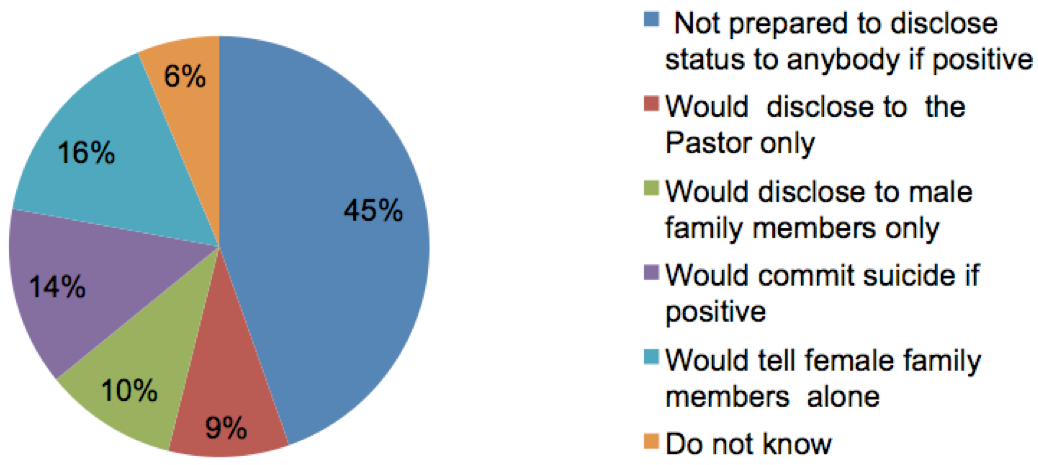 6%
16%
45%
14%
10%
9%
Not prepared to disclose
status to anybody if positive
Would disclose to the
Pastor only
Would disclose to male
family members only
Would commit suicide if
positive
Would tell female family
members alone
Do not know